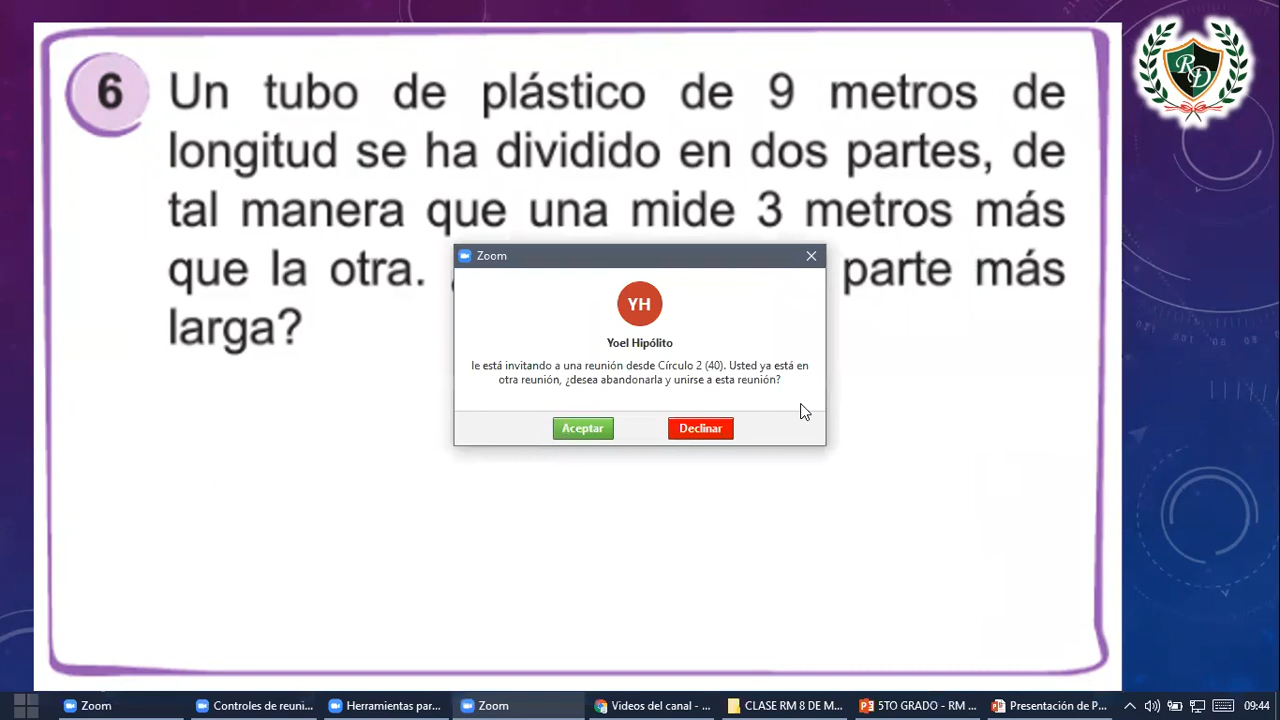 6
Un tubo de plástico de 9 metros de
longitud se ha dividido en dos partes, de
tal manera que una mide 3 metros más
que la otra. parte más
larga?
Zoom
YH
Yoel Hipólito
le está invitando a una reunión desde Círculo 2 (40). Usted ya está en
otra reunión, ¿desea abandonarla y unirse a esta reunión?
Aceptar
Declinar
RD
Zoom
Controles de reuni...
Herramientas par...
Zoom
Videos del canal - ...
CLASE RM 8 DE M...
5TO GRADO - RM ...
Presentación de P...
09:44